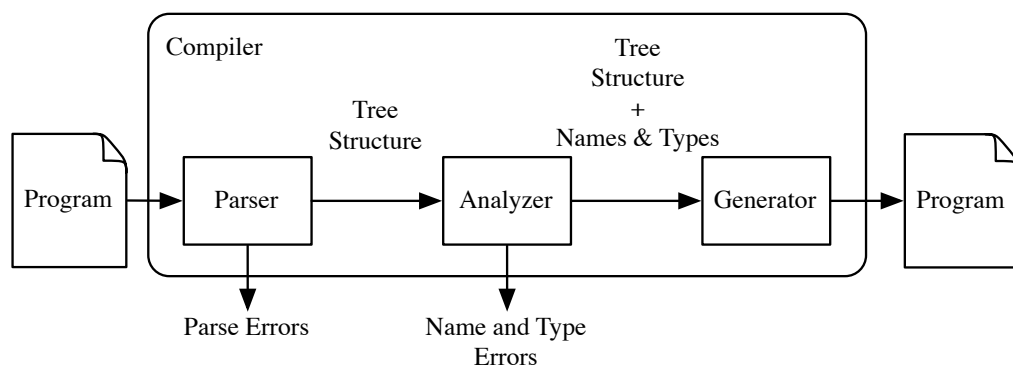 Compiler
Tree
Structure
+
Names & Types
Tree
Structure
Program
Parser
Analyzer
Generator
Program
Parse Errors
Name and Type
Errors